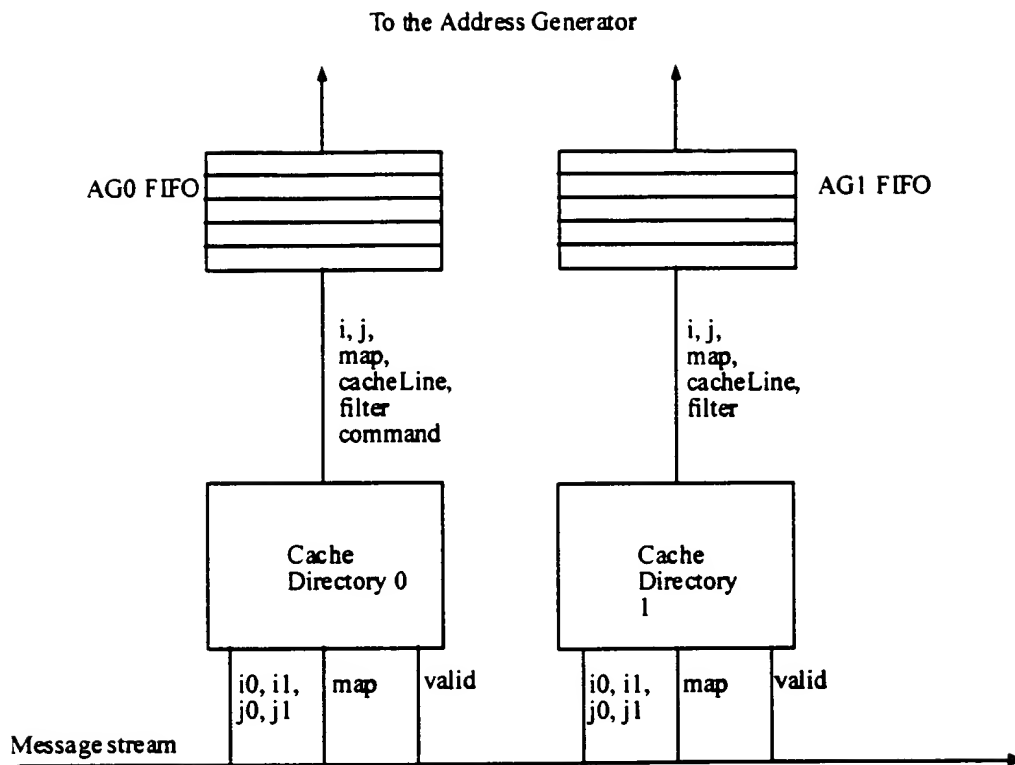 To the Address Generator
AG0 FIFO
AG1 FIFO
i, j,
map,
cacheLine,
filter
command
i, j,
map,
cacheLine,
filter
Cache
Directory 0
Cache
Directory
1
i0, i1,
j0, j1
map
valid
i0, i1,
j0, j1
map
valid
Message stream